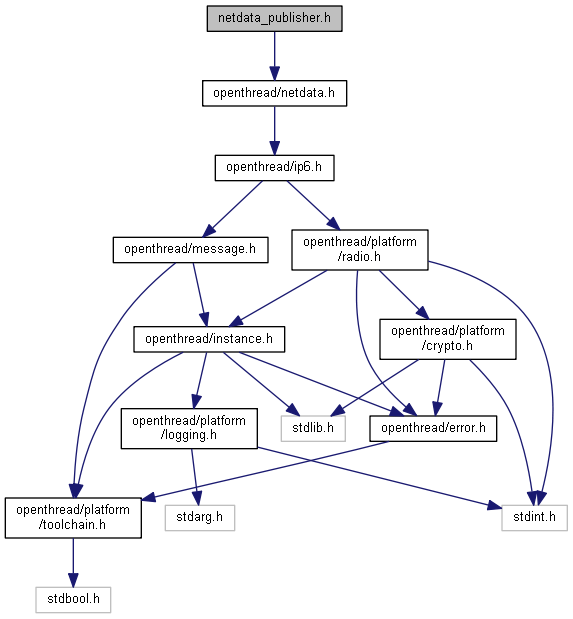 netdata_publisher.h
openthread/netdata.h
openthread/ip6.h
openthread/message.h
openthread/platform
/radio.h
openthread/instance.h
openthread/platform
/crypto.h
openthread/platform
/logging.h
stdlib.h
openthread/error.h
openthread/platform
/toolchain.h
stdarg.h
stdint.h
stdbool.h